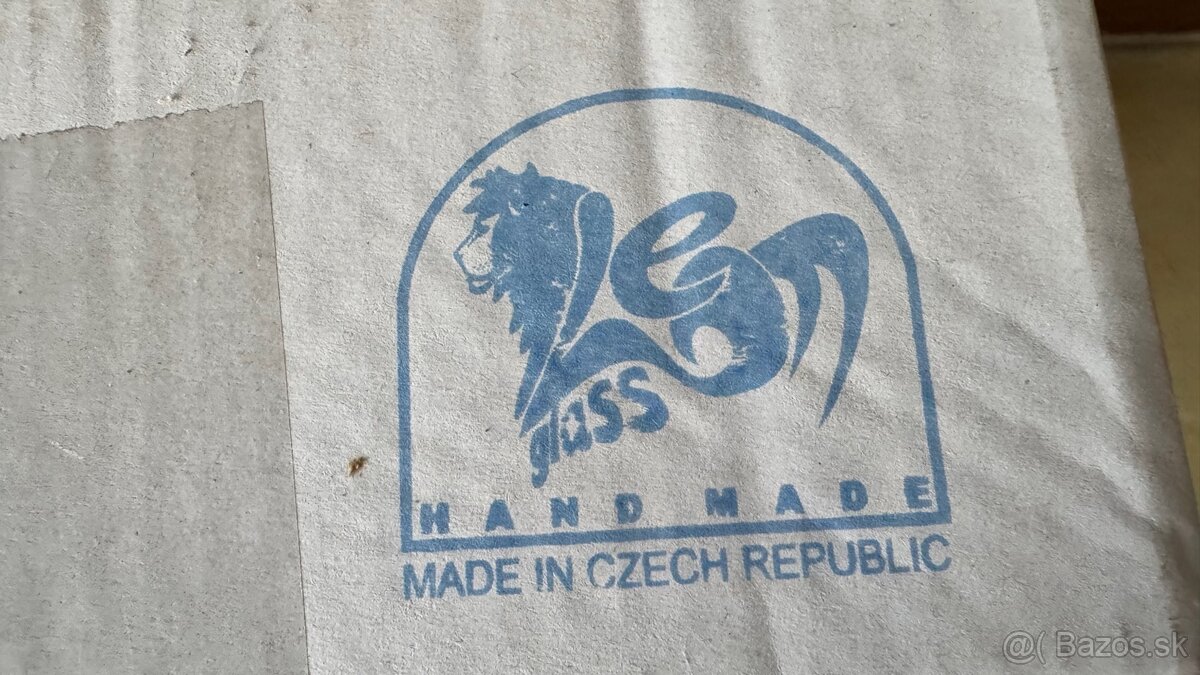 Leon
glass
HAND MADE
MADE IN CZECH REPUBLIC
@( Bazos.sk